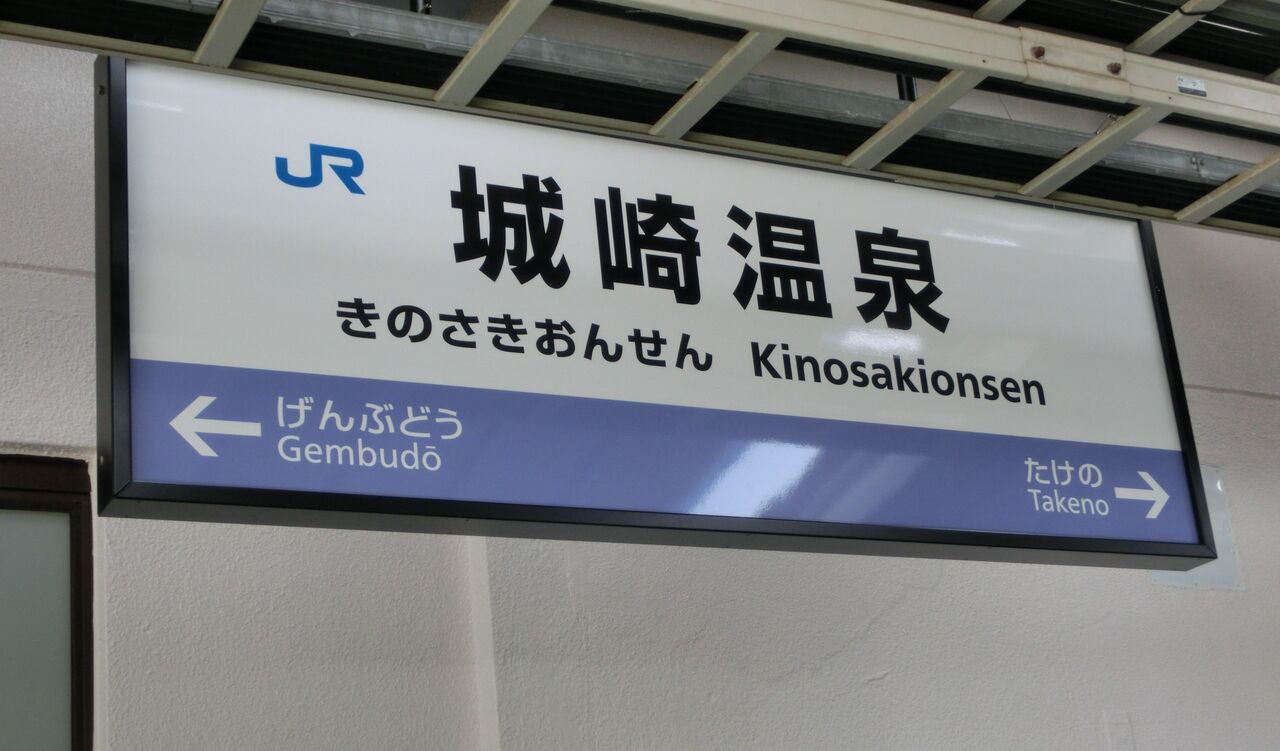 JR
城崎温泉
きのさきおんせん Kinosakionsen
げんぶどう
Gembudō
たけの
Takeno